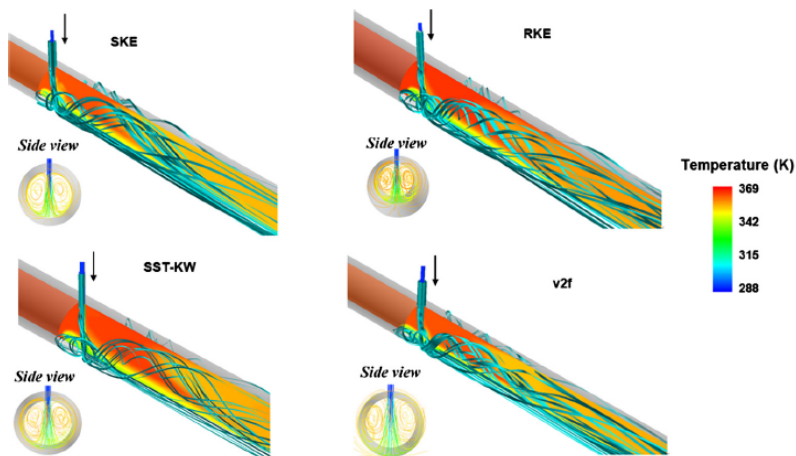 SKE
RKE
Side view
Side view
Temperature (K)
369
342
315
288
SST-KW
v2f
Side view
Side view